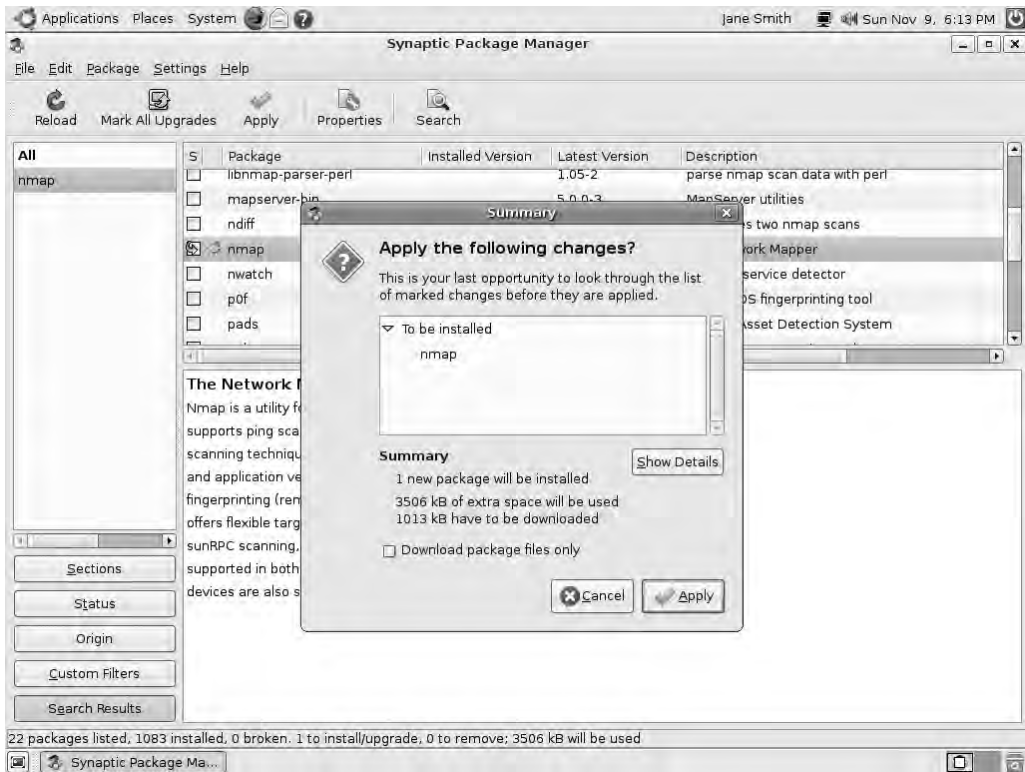 Applications Places System Jane Smith Sun Nov 9, 6:13 PM
Synaptic Package Manager
File Edit Package Settings Help
Reload Mark All Upgrades Apply Properties Search
All
nmap
S Package Installed Version Latest Version Description
libnmap-parser-perl 1.05-2 parse nmap scan data with perl
mapserver-bin 5.0.0-3 MapServer utilities
ndiff es two nmap scans
nmap ork Mapper
nwatch service detector
p0f OS fingerprinting tool
pads Asset Detection System
The Network
Nmap is a utility fo
supports ping sca
scanning techniqu
and application ve
fingerprinting (rem
offers flexible targ
sunRPC scanning,
supported in both
devices are also s
Summary
Apply the following changes?
This is your last opportunity to look through the list
of marked changes before they are applied.
To be installed
nmap
Summary
Show Details
1 new package will be installed
3506 kB of extra space will be used
1013 kB have to be downloaded
Download package files only
Cancel Apply
Sections
Status
Origin
Custom Filters
Search Results
22 packages listed, 1083 installed, 0 broken. 1 to install/upgrade, 0 to remove; 3506 kB will be used
Synaptic Package Ma...